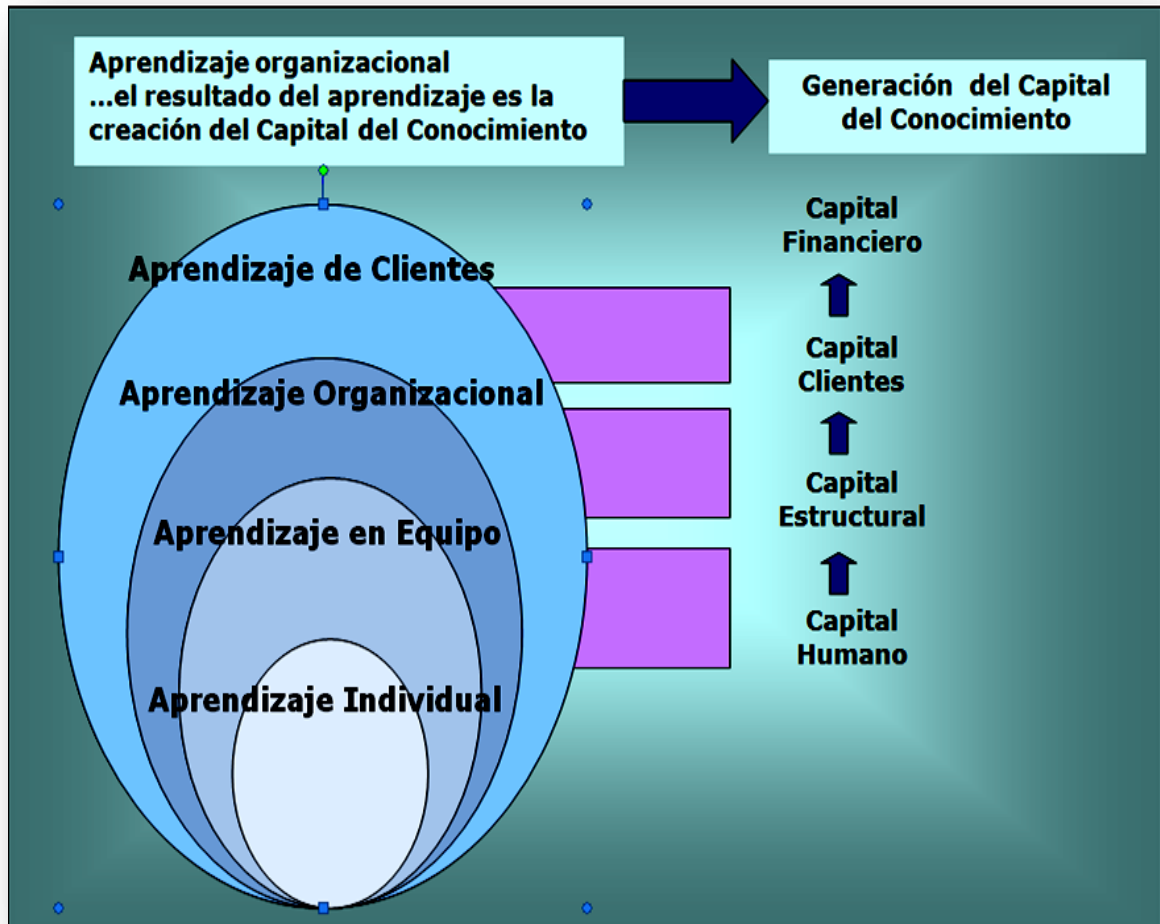 Aprendizaje organizacional
...el resultado del aprendizaje es la
creación del Capital del Conocimiento
Generación del Capital
del Conocimiento
Aprendizaje de Clientes
Aprendizaje Organizacional
Aprendizaje en Equipo
Aprendizaje Individual
Capital
Financiero
Capital
Clientes
Capital
Estructural
Capital
Humano